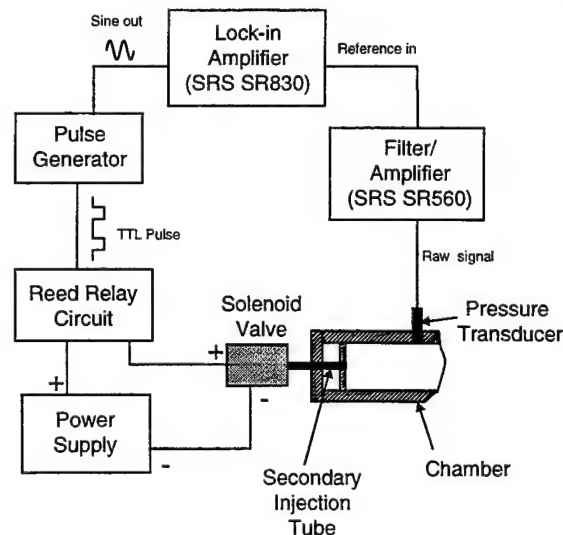 Sine out
Lock-in
Amplifier
(SRS SR830)
Reference in
Pulse
Generator
Filter/
Amplifier
(SRS SR560)
TTL Pulse
Raw signal
Reed Relay
Circuit
Solenoid
Valve
Pressure
Transducer
+
+
-
Power
Supply
-
Secondary
Injection
Tube
Chamber